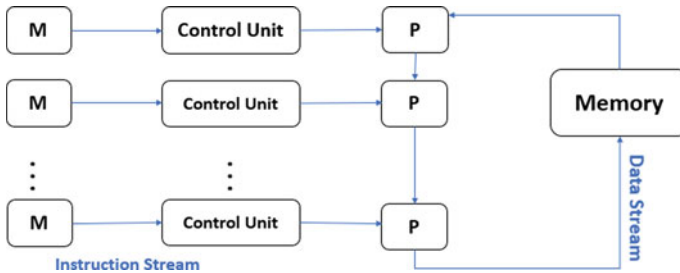 M
Control Unit
P
M
Control Unit
P
Memory
M
Control Unit
P
Data Stream
Instruction Stream